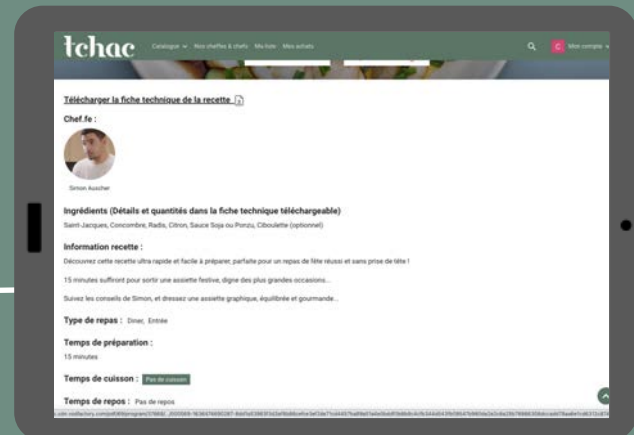 tchac
Catalogue Nos cheffes & chefs Ma liste Mes achats
C Mon compte
Télécharger la fiche technique de la recette
Chef.fe :
Simon Auscher
Ingrédients (Détails et quantités dans la fiche technique téléchargeable)
Saint-Jacques, Concombre, Radis, Citron, Sauce Soja ou Ponzu, Ciboulette (optionnel)
Information recette :
Découvrez cette recette ultra rapide et facile à préparer, parfaite pour un repas de fête réussi et sans prise de tête !
15 minutes suffiront pour sortir une assiette festive, digne des plus grandes occasions...
Suivez les conseils de Simon, et dressez une assiette graphique, équilibrée et gourmande...
Type de repas : Diner, Entrée
Temps de préparation :
15 minutes
Temps de cuisson : Pas de cuisson
Temps de repos : Pas de repos